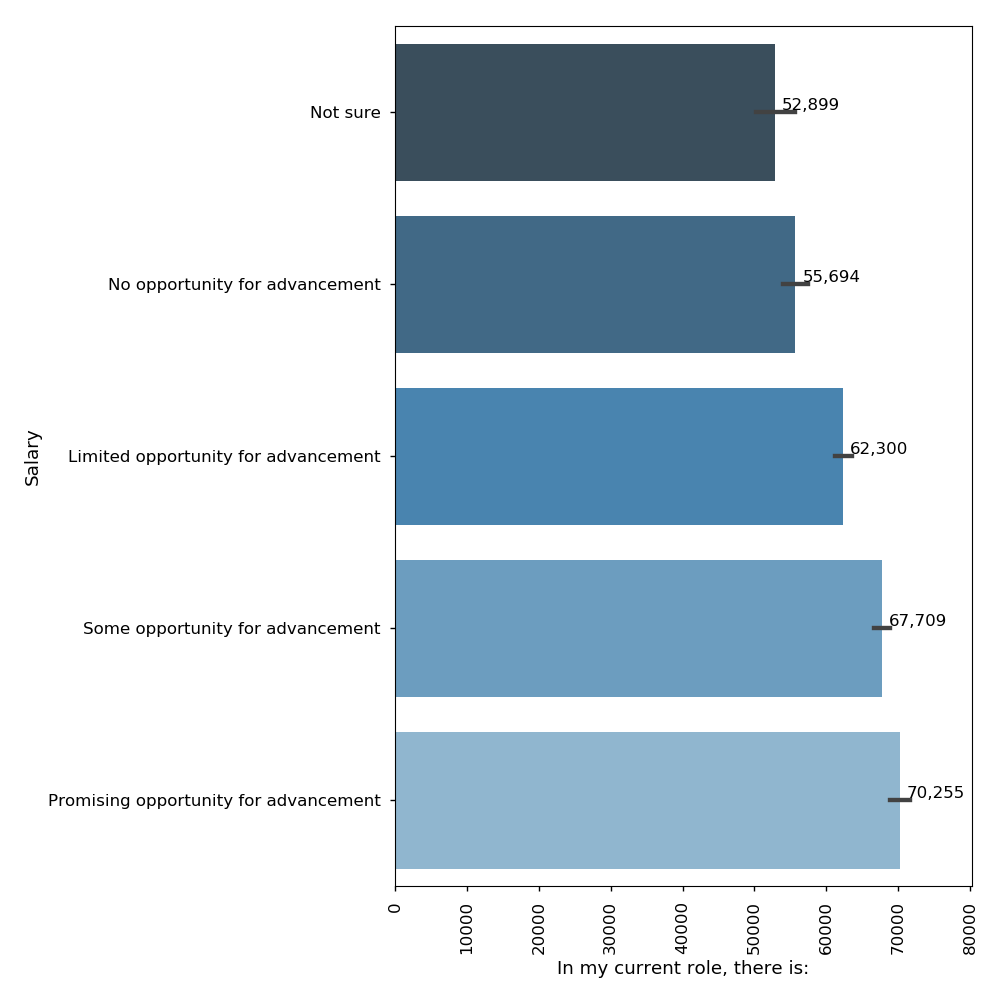 Not sure
52,899
No opportunity for advancement
55,694
Limited opportunity for advancement
62,300
Some opportunity for advancement
67,709
Promising opportunity for advancement
70,255
Salary
0
10000
20000
30000
40000
50000
60000
70000
80000
In my current role, there is: